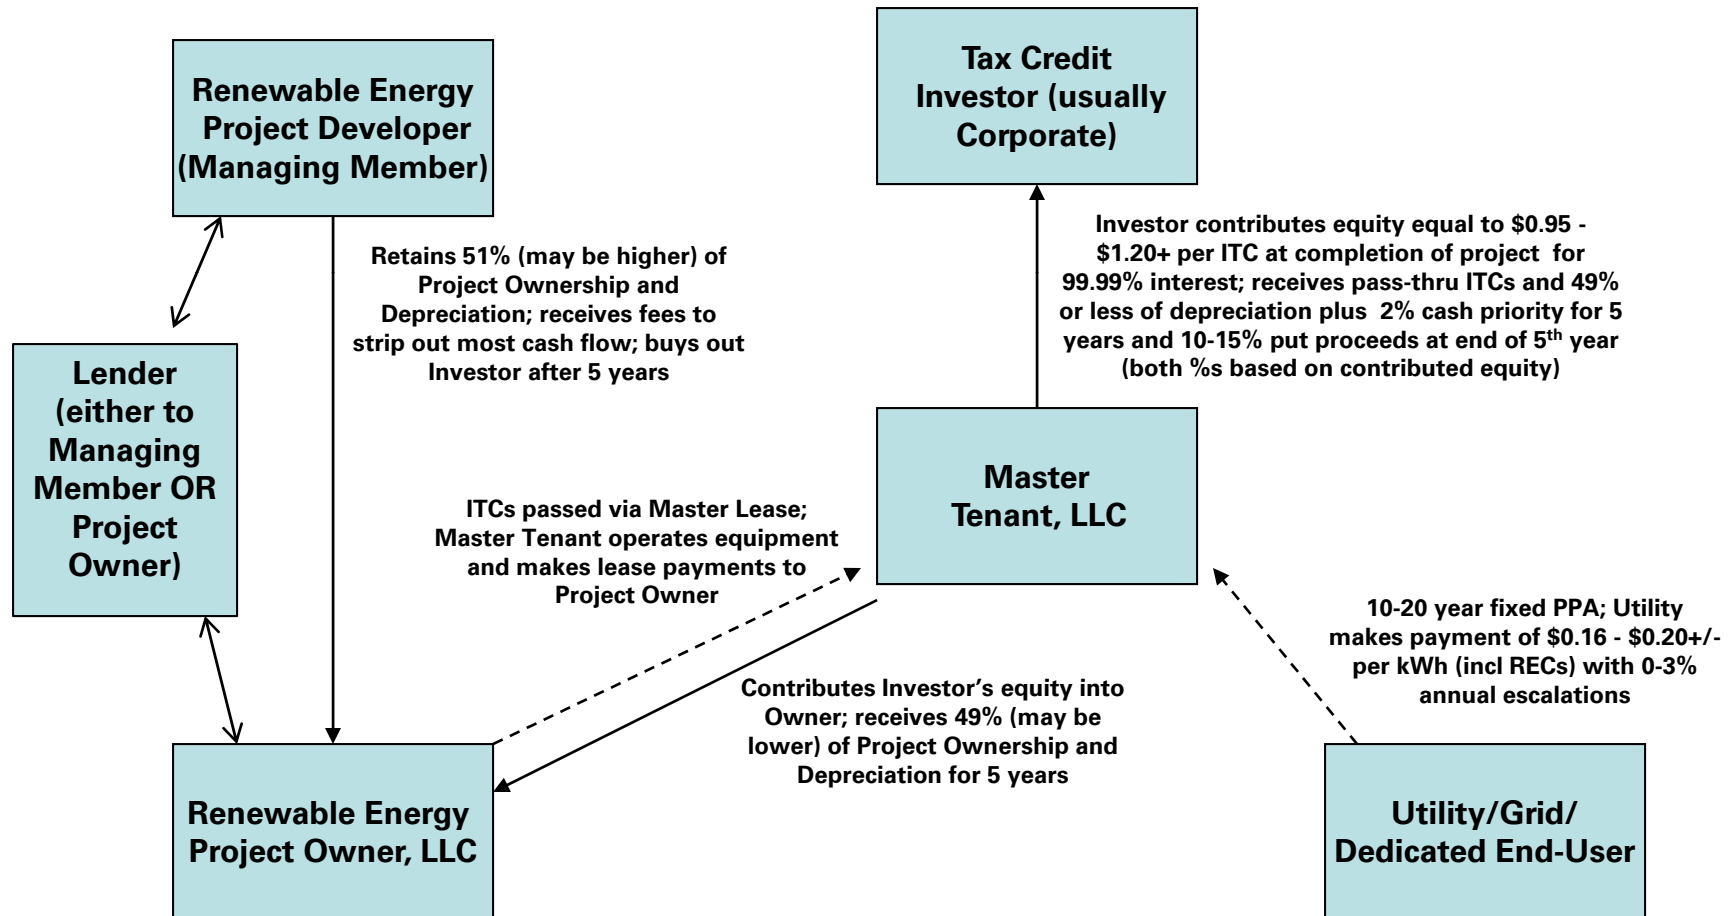 Renewable Energy
Project Developer
(Managing Member)
Tax Credit
Investor (usually
Corporate)
Retains 51% (may be higher) of
Project Ownership and
Depreciation; receives fees to
strip out most cash flow; buys out
Investor after 5 years
Investor contributes equity equal to $0.95 -
$1.20+ per ITC at completion of project for
99.99% interest; receives pass-thru ITCs and 49%
or less of depreciation plus 2% cash priority for 5
years and 10-15% put proceeds at end of 5th year
(both %s based on contributed equity)
Lender
(either to
Managing
Member OR
Project
Owner)
Master
Tenant, LLC
ITCs passed via Master Lease;
Master Tenant operates equipment
and makes lease payments to
Project Owner
10-20 year fixed PPA; Utility
makes payment of $0.16 - $0.20+/-
per kWh (incl RECs) with 0-3%
annual escalations
Contributes Investor’s equity into
Owner; receives 49% (may be
lower) of Project Ownership and
Depreciation for 5 years
Renewable Energy
Project Owner, LLC
Utility/Grid/
Dedicated End-User